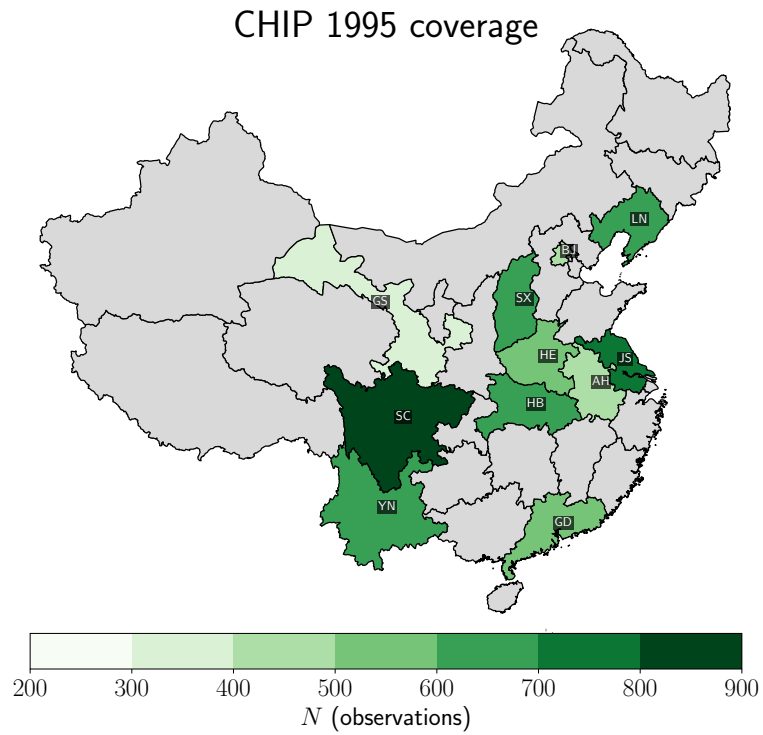 CHIP 1995 coverage
LN
BJ
SX
GS
HE
JS
AH
HB
SC
YN
GD
200 300 400 500 600 700 800 900
N (observations)